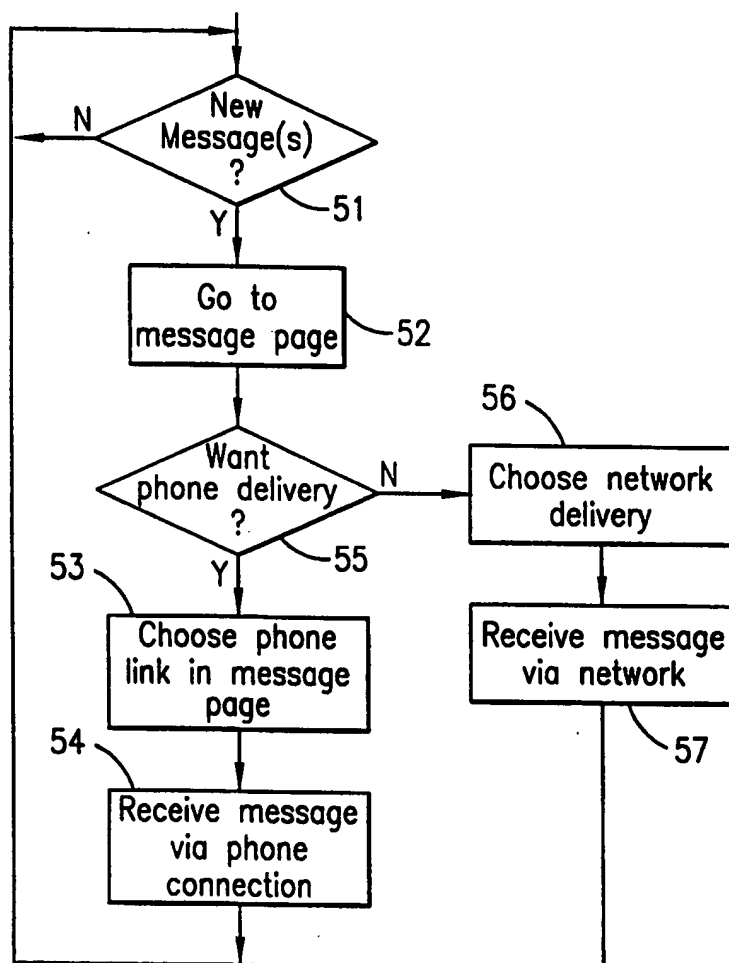 N
New
Message(s)
?
51
Y
Go to
message page
52
Want
phone delivery
?
N
55
Y
56
Choose network
delivery
53
Choose phone
link in message
page
Receive message
via network
57
54
Receive message
via phone
connection